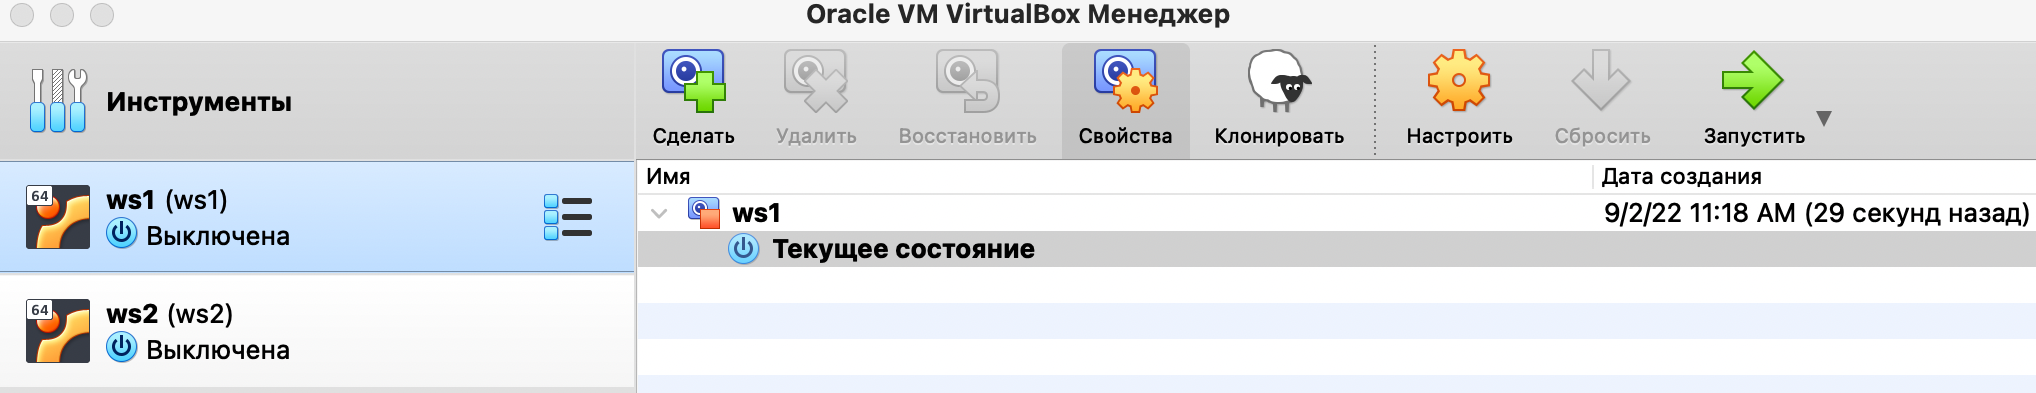 Oracle VM VirtualBox Менеджер
Инструменты
Сделать
Удалить
Восстановить
Свойства
Клонировать
Настроить
Сбросить
Запустить
64
ws1 (ws1)
Выключена
64
ws2 (ws2)
Выключена
Имя
Дата создания
ws1
9/2/22 11:18 AM (29 секунд назад)
Текущее состояние